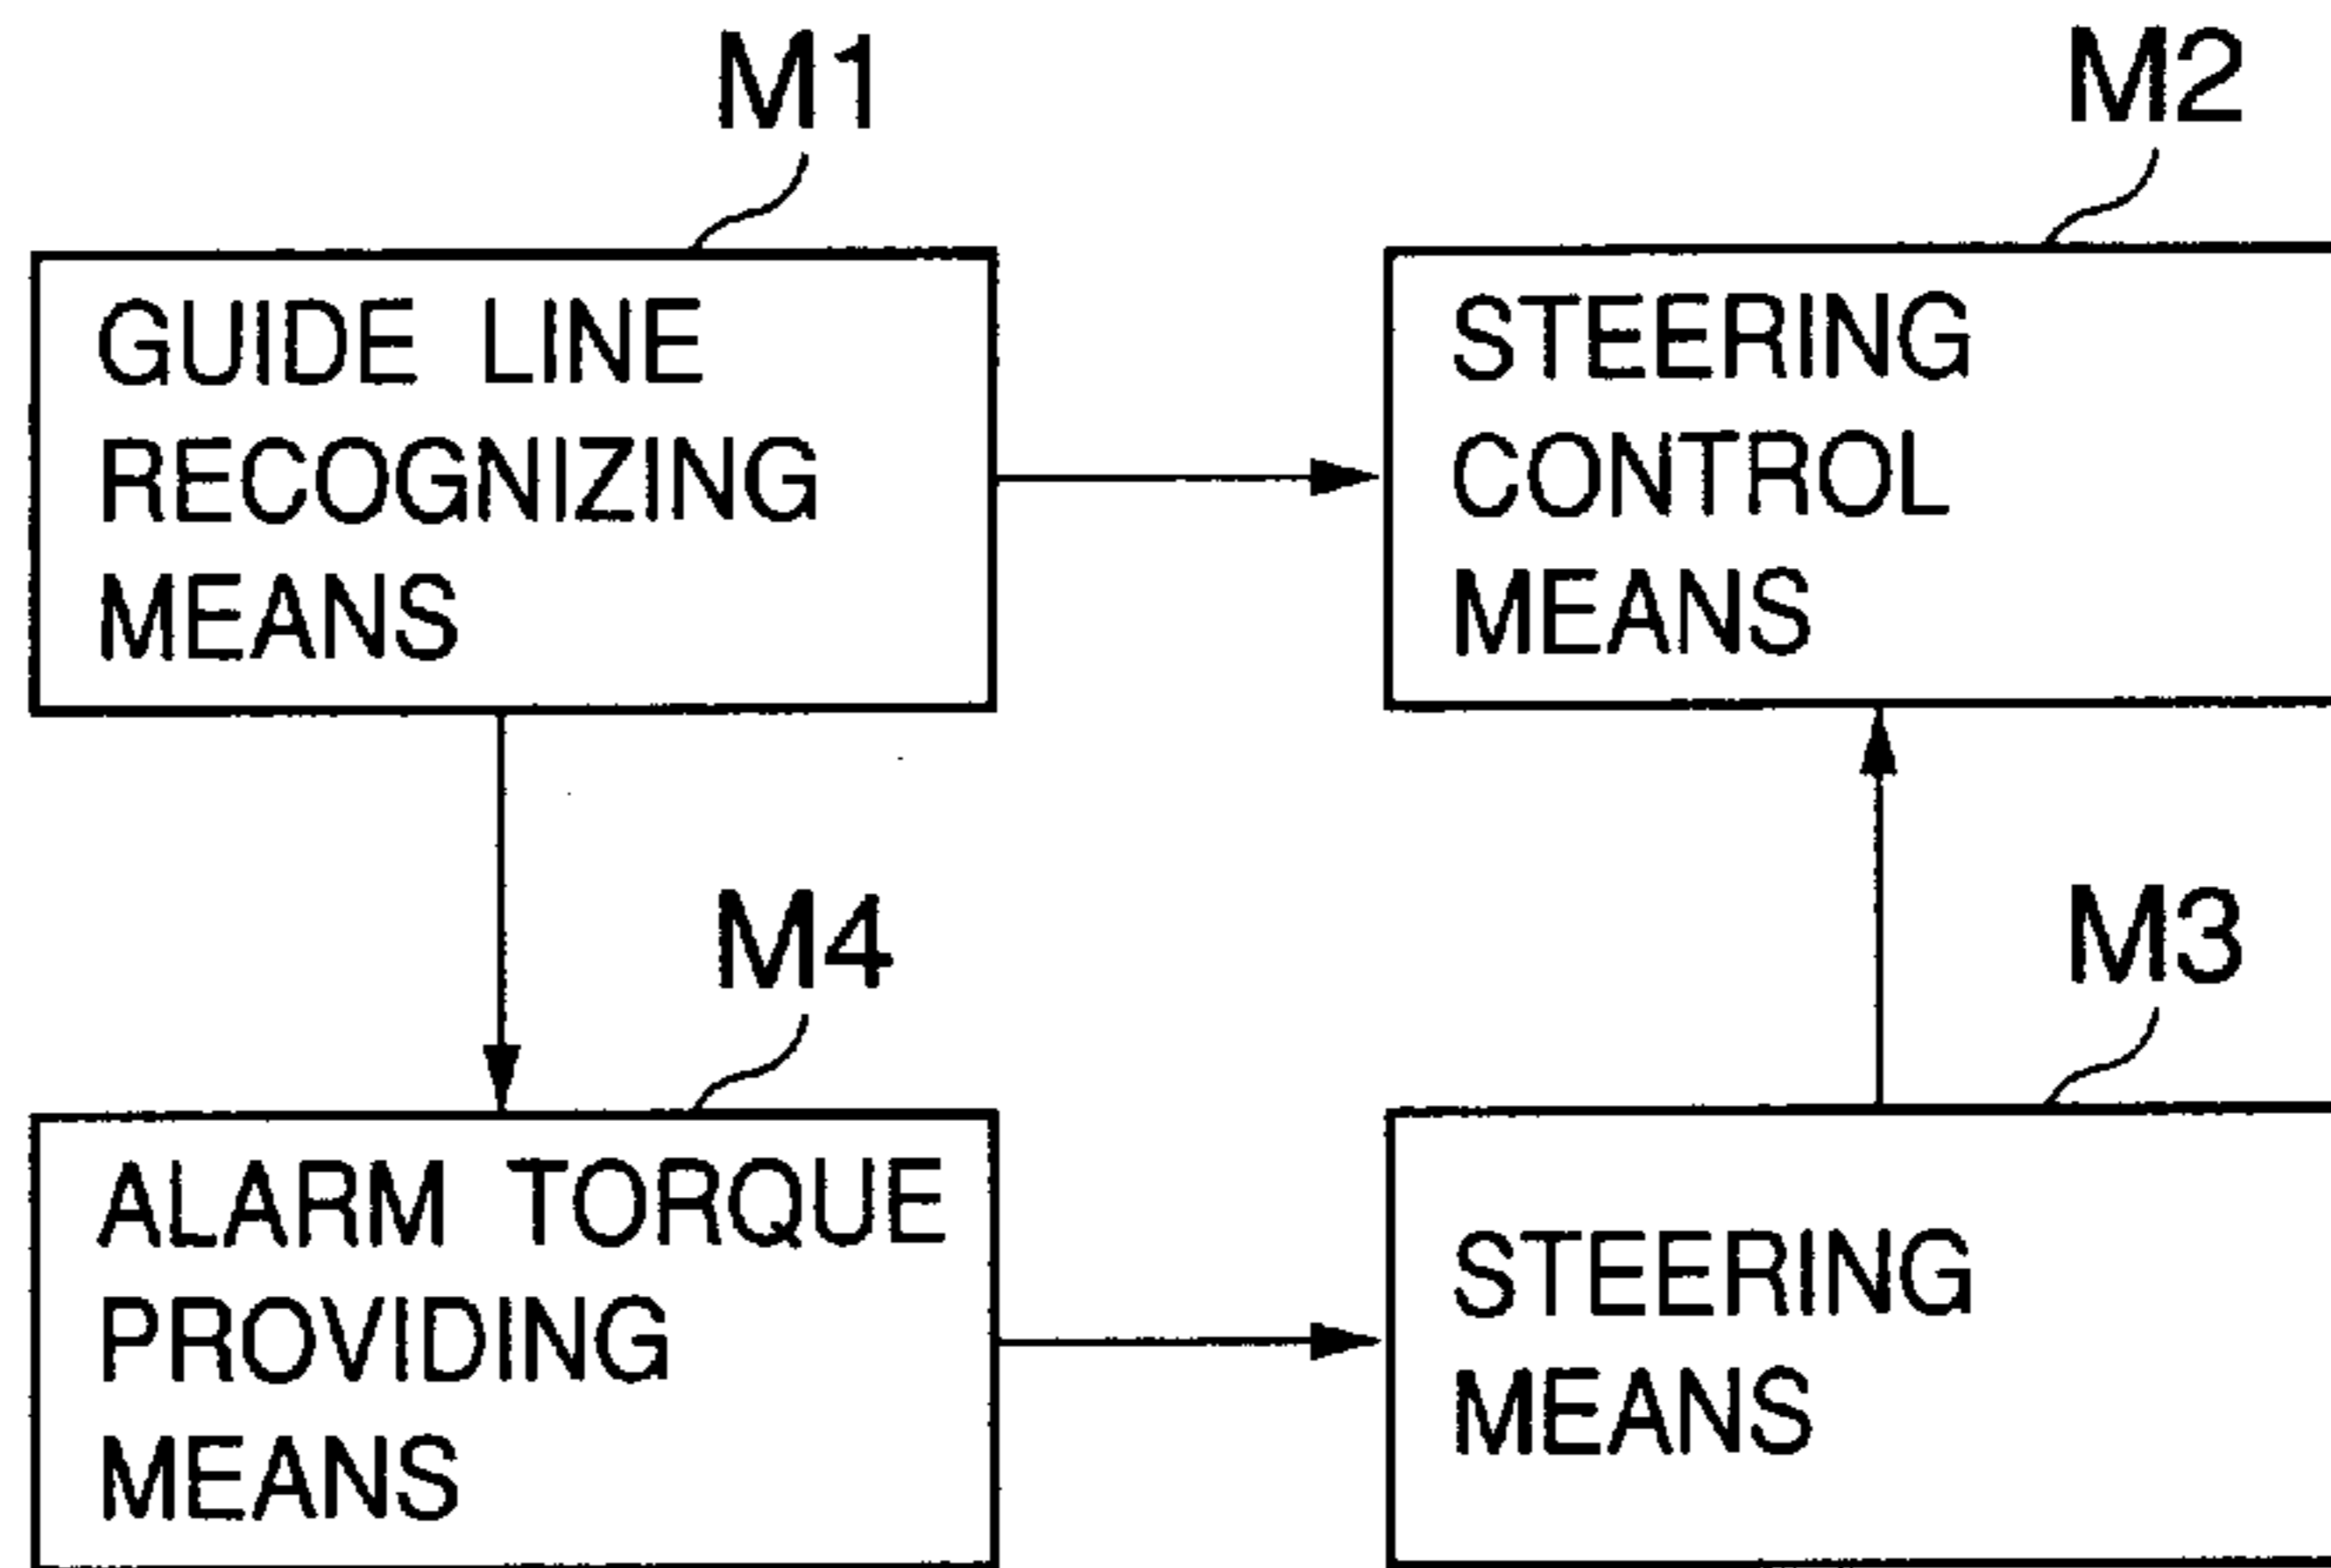 M1
GUIDE LINE
RECOGNIZING
MEANS
M2
STEERING
CONTROL
MEANS
M4
ALARM TORQUE
PROVIDING
MEANS
M3
STEERING
MEANS